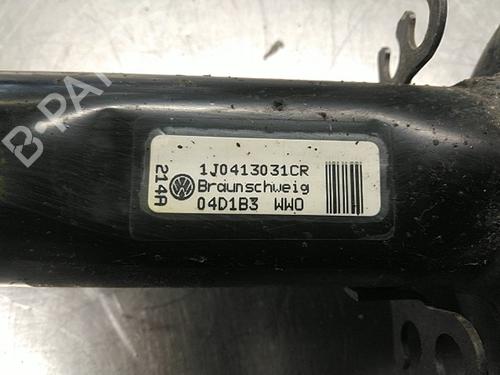 1J0413031CR
Braunschweig
04D1B3 WWO
214A
B-PA